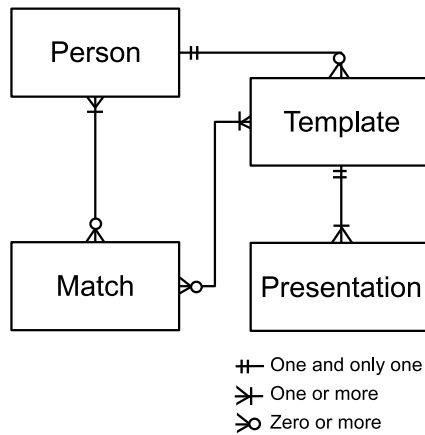 Person
Template
Match
Presentation
One and only one
One or more
Zero or more